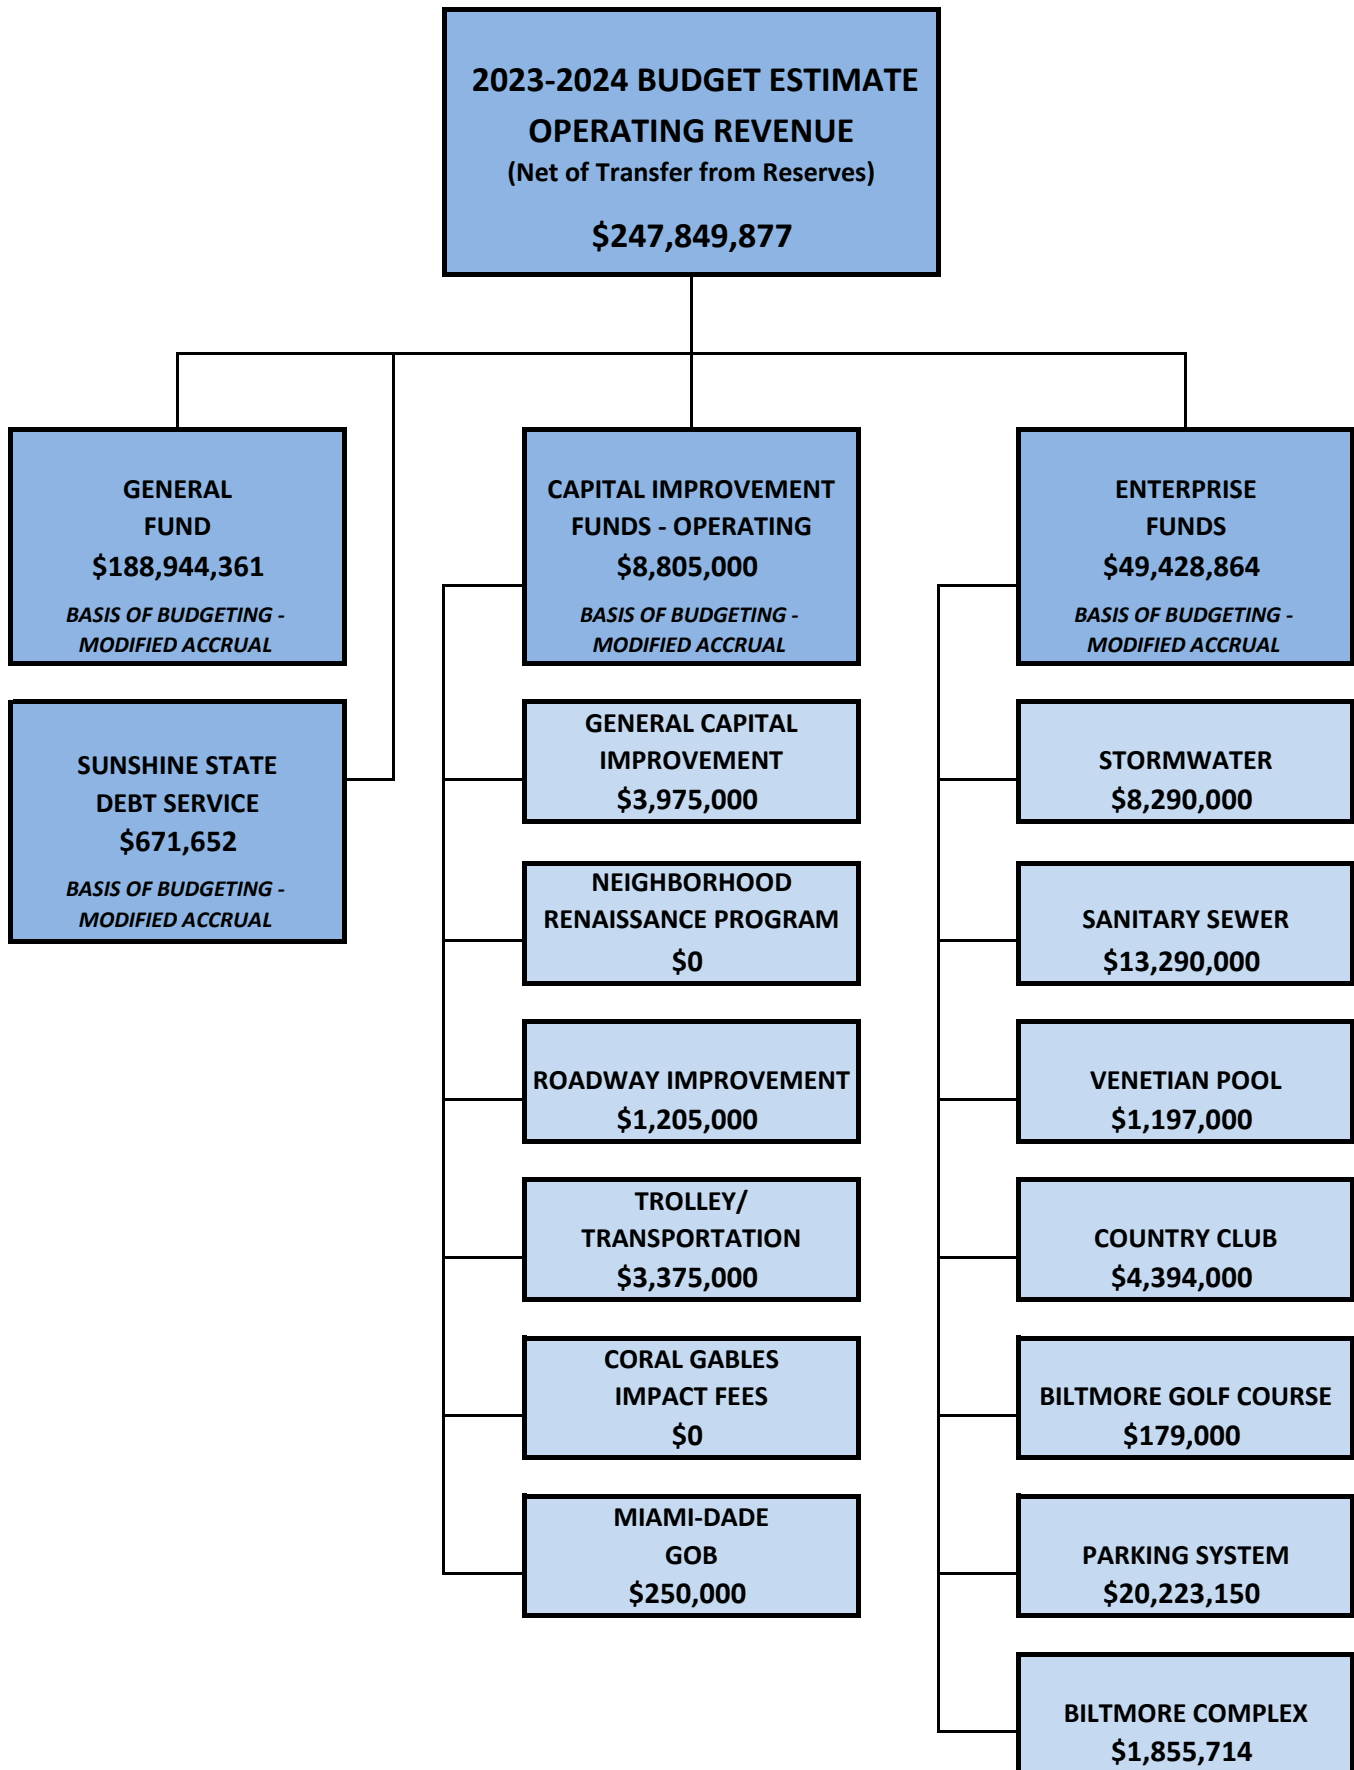 2023-2024 BUDGET ESTIMATE
OPERATING REVENUE
(Net of Transfer from Reserves)
$247,849,877
GENERAL
FUND
$188,944,361
BASIS OF BUDGETING -
MODIFIED ACCRUAL
SUNSHINE STATE
DEBT SERVICE
$671,652
BASIS OF BUDGETING -
MODIFIED ACCRUAL
CAPITAL IMPROVEMENT
FUNDS - OPERATING
$8,805,000
BASIS OF BUDGETING -
MODIFIED ACCRUAL
GENERAL CAPITAL
IMPROVEMENT
$3,975,000
NEIGHBORHOOD
RENAISSANCE PROGRAM
$0
ROADWAY IMPROVEMENT
$1,205,000
TROLLEY/
TRANSPORTATION
$3,375,000
CORAL GABLES
IMPACT FEES
$0
MIAMI-DADE
GOB
$250,000
ENTERPRISE
FUNDS
$49,428,864
BASIS OF BUDGETING -
MODIFIED ACCRUAL
STORMWATER
$8,290,000
SANITARY SEWER
$13,290,000
VENETIAN POOL
$1,197,000
COUNTRY CLUB
$4,394,000
BILTMORE GOLF COURSE
$179,000
PARKING SYSTEM
$20,223,150
BILTMORE COMPLEX
$1,855,714